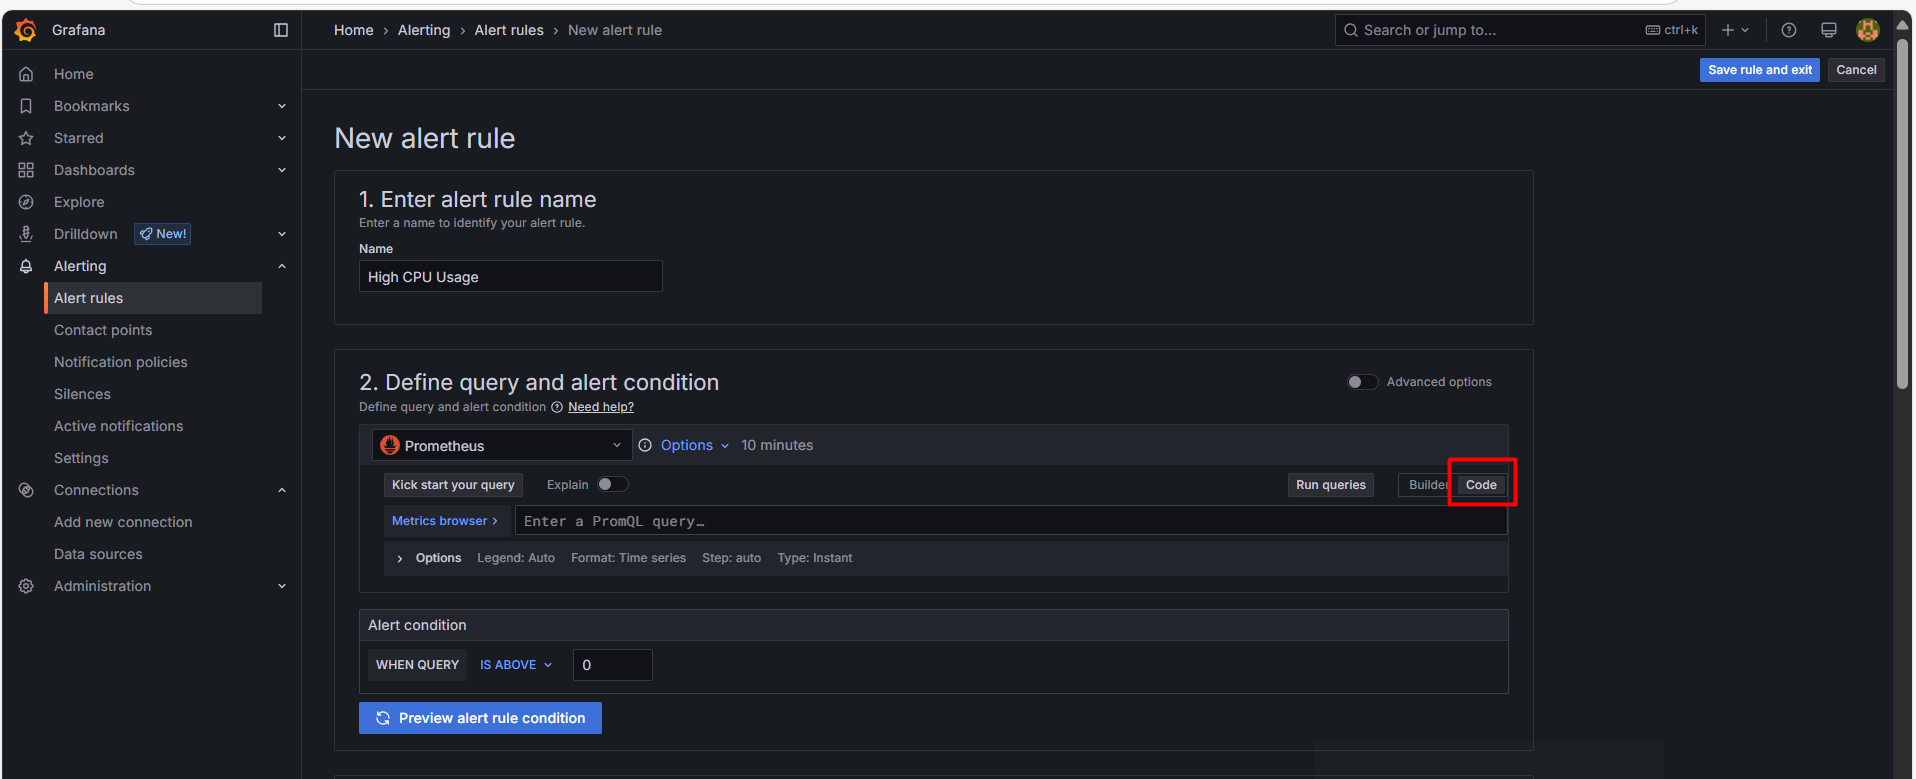 Grafana
Home › Alerting › Alert rules › New alert rule
Search or jump to...
ctrl+k
Save rule and exit
Cancel
Home
Bookmarks
Starred
Dashboards
Explore
Drilldown
New!
Alerting
Alert rules
Contact points
Notification policies
Silences
Active notifications
Settings
Connections
Add new connection
Data sources
Administration
New alert rule
1. Enter alert rule name
Enter a name to identify your alert rule.
Name
High CPU Usage
2. Define query and alert condition
Advanced options
Define query and alert condition
Need help?
Prometheus
Options
10 minutes
Kick start your query
Explain
Run queries
Builder
Code
Metrics browser >
Enter a PromQL query…
Options
Legend: Auto
Format: Time series
Step: auto
Type: Instant
Alert condition
WHEN QUERY
IS ABOVE
0
Preview alert rule condition